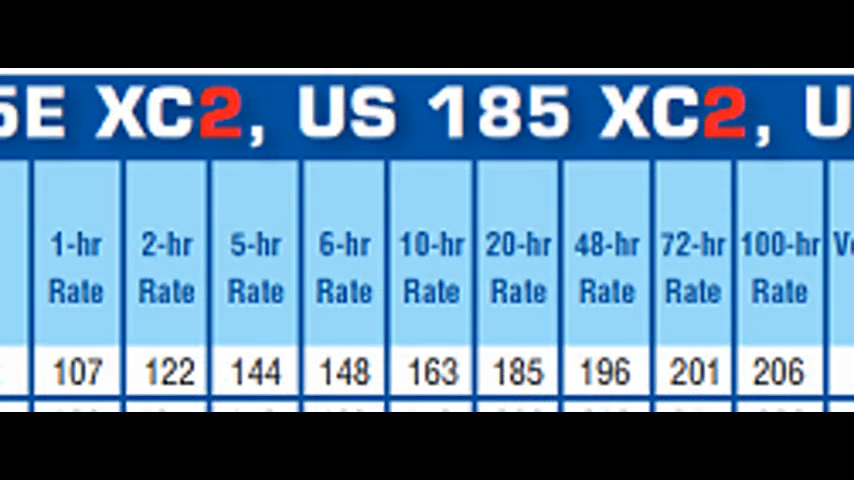 5E XC2, US 185 XC2, U
1-hr Rate 2-hr Rate 5-hr Rate 6-hr Rate 10-hr Rate 20-hr Rate 48-hr Rate 72-hr Rate 100-hr Rate
107 122 144 148 163 185 196 201 206